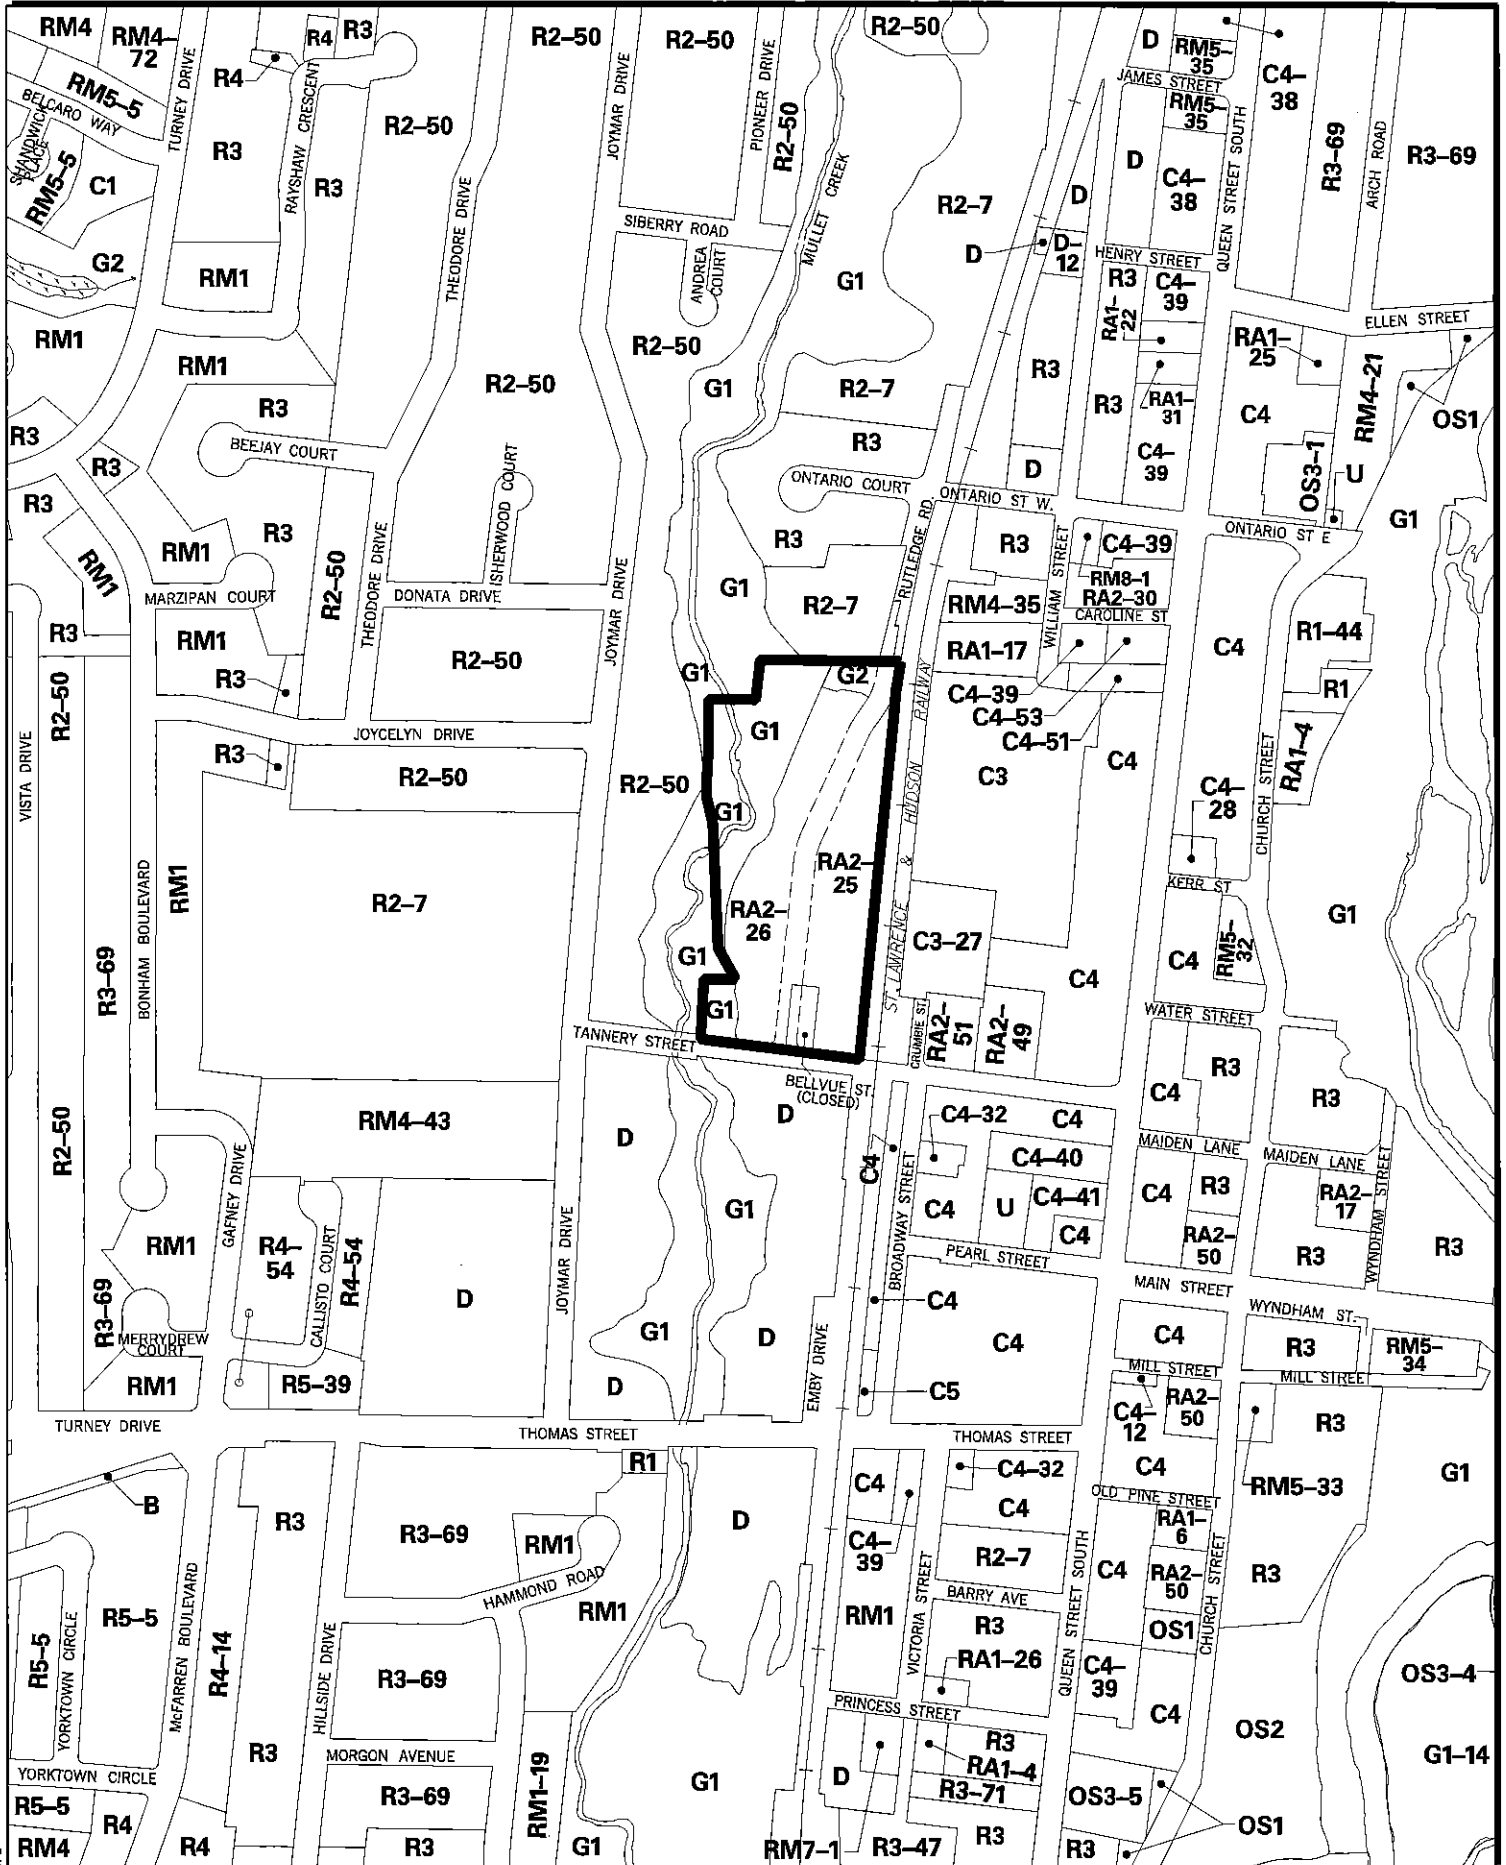 RM4
RM4–
72
R4
R3
R2–50
R2–50
R2–50
D
RM5–
35
C4–
38
TURNEY DRIVE
R4
RM5–5
BELCARO WAY
SHANDWICK
PLACE
RM5–5
C1
G2
R3
RAYSHAW CRESCENT
R3
R2–50
THEODORE DRIVE
JOYMAR DRIVE
PIONEER DRIVE
R2–50
MULLET CREEK
JAMES STREET
RM5–
35
D
C4–
38
QUEEN STREET SOUTH
R3–69
ARCH ROAD
R3–69
R2–7
D
D
D–
12
HENRY STREET
SIBERRY ROAD
ANDREA
COURT
G1
RM1
RM1
RM1
R2–50
R2–50
G1
R2–7
R3
R3
RA1–
22
C4–
39
RA1–
31
R3
C4–
39
RA1–
25
C4
ELLEN STREET
RM4–21
OS1
OS3–1
U
R3
BEEJAY COURT
R3
R3
R3
R3
ONTARIO COURT
D
ONTARIO ST W.
ONTARIO ST E
G1
RM1
RM1
R3
R2–50
THEODORE DRIVE
ISHERWOOD COURT
DONATA DRIVE
JOYMAR DRIVE
MARZIPAN COURT
R3
G1
R2–7
RUTLEDGE RD.
R3
WILLIAM STREET
C4–39
RM8–1
RA2–30
CAROLINE ST
RM4–35
RA1–17
R3
RM1
R3
R2–50
G1
G2
G1
C4–39
C4–53
C4–51
C4
C4
R1–44
R1
RA1–4
R2–50
VISTA DRIVE
JOYCELYN DRIVE
R3
R2–50
R2–50
G1
C3
C4–
28
CHURCH STREET
KERR ST
RM1
BONHAM BOULEVARD
R3–69
R2–7
RA2–
25
RA2–
26
ST. LAWRENCE & HUDSON RAILWAY
C3–27
C4
C4
RM5–
32
G1
G1
G1
TANNERY STREET
CRUMBIE ST.
RA2–
51
RA2–
49
WATER STREET
R3
C4
R3
BELLVUE ST.
(CLOSED)
R2–50
RM4–43
D
D
C4
C4–32
C4
C4–40
C4–41
C4
U
C4
MAIDEN LANE
MAIDEN LANE
C4
R3
RA2–
50
RA2–
17
R3
WYNDHAM STREET
R3
GAFNEY DRIVE
RM1
R4–
54
CALLISTO COURT
R4–54
D
JOYMAR DRIVE
G1
BROADWAY STREET
PEARL STREET
MAIN STREET
WYNDHAM ST.
R3–69
MERRYDREW
COURT
RM1
R5–39
G1
D
D
EMBY DRIVE
C4
C4
C5
C4
R3
RM5–
34
MILL STREET
MILL STREET
C4–
12
RA2–
50
R3
TURNEY DRIVE
THOMAS STREET
THOMAS STREET
C4
R1
B
R3
R3–69
RM1
HAMMOND ROAD
RM1
D
C4
C4–
39
C4–32
C4
R2–7
BARRY AVE
OLD PINE STREET
RM5–33
G1
RA1–
6
C4
RA2–
50
OS1
CHURCH STREET
R3
R5–5
R5–5
YORKTOWN CIRCLE
McFARREN BOULEVARD
R4–14
HILLSIDE DRIVE
R3–69
RM1
VICTORIA STREET
R3
RA1–26
QUEEN STREET SOUTH
C4–
39
C4
OS3–4
PRINCESS STREET
R3
MORGON AVENUE
RM1–19
G1
D
R3
RA1–4
R3–71
OS2
G1–14
YORKTOWN CIRCLE
R5–5
R4
RM4
R4
R3–69
R3
G1
RM7–1
R3–47
R3
OS3–5
R3
OS1